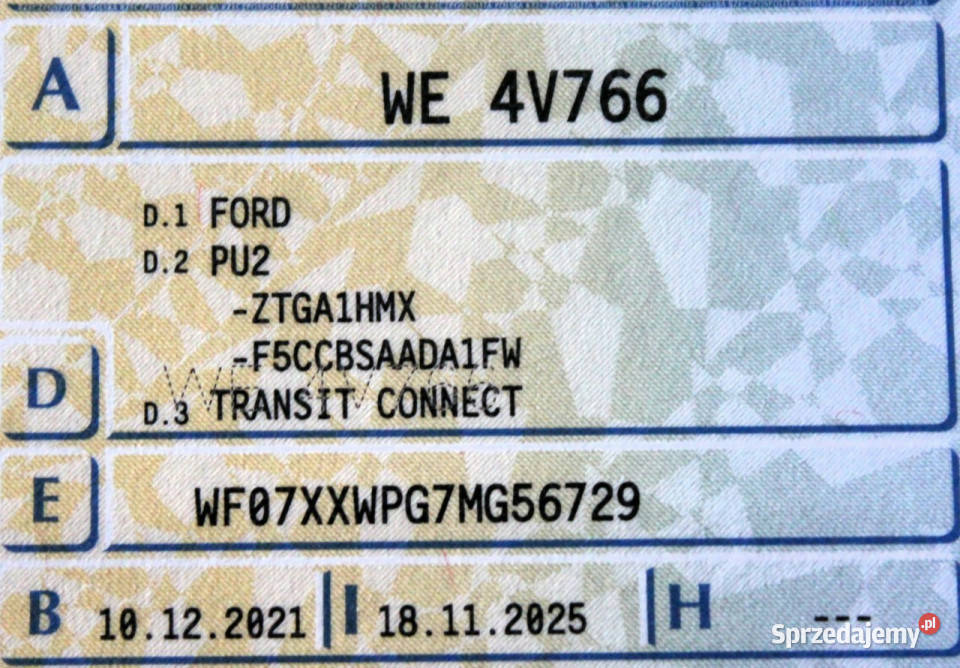 A WE 4V766
D.1 FORD
D.2 PU2
-ZTGA1HMX
-F5CCBSAADA1FW
D D.3 TRANSIT CONNECT
E WF07XXWPG7MG56729
B 10.12.2021 I 18.11.2025 H ---
Sprzedajemy.pl